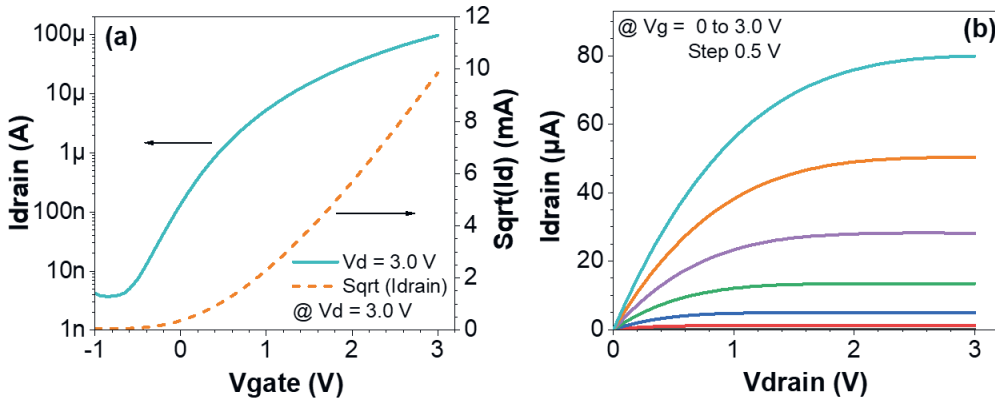 (a)
100µ
10µ
1µ
100n
10n
1n
Idrain (A)
-1
0
1
2
3
Vgate (V)
12
10
8
6
4
2
0
Sqrt(Id) (mA)
Vd = 3.0 V
Sqrt (Idrain)
@ Vd = 3.0 V
(b)
@ Vg = 0 to 3.0 V
Step 0.5 V
80
60
40
20
0
Idrain (µA)
0
1
2
3
Vdrain (V)